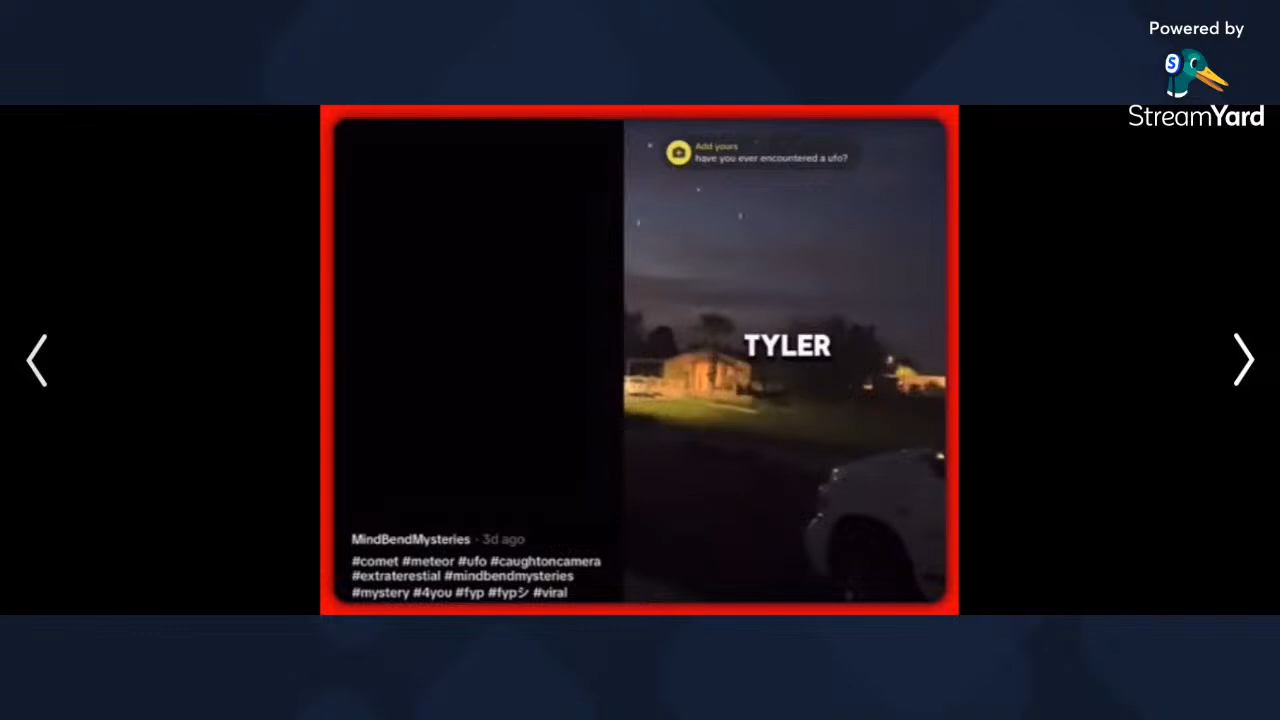 Powered by
S
StreamYard
Add yours
have you ever encountered a ufo?
TYLER
MindBendMysteries · 3d ago
#comet #meteor #ufo #caughtoncamera
#extraterestial #mindbendmysteries
#mystery #4you #fyp #fypシ #viral